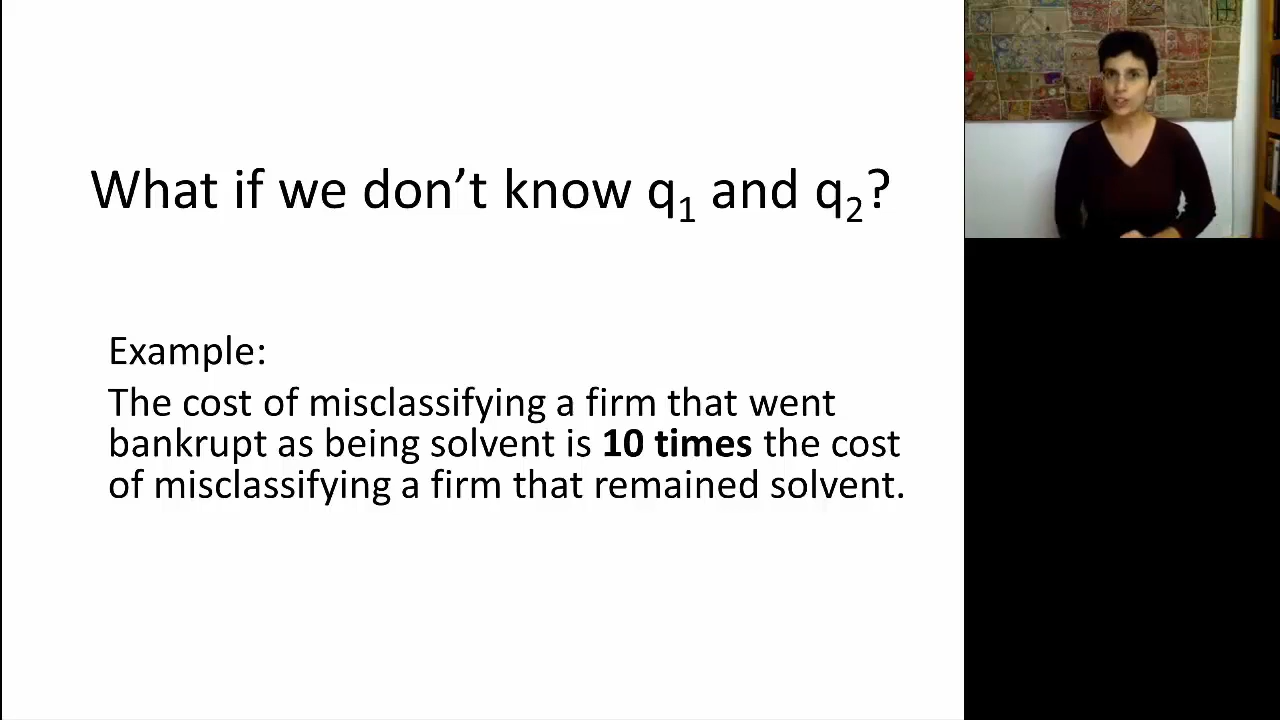 What if we don’t know q₁ and q₂?
Example:
The cost of misclassifying a firm that went
bankrupt as being solvent is 10 times the cost
of misclassifying a firm that remained solvent.